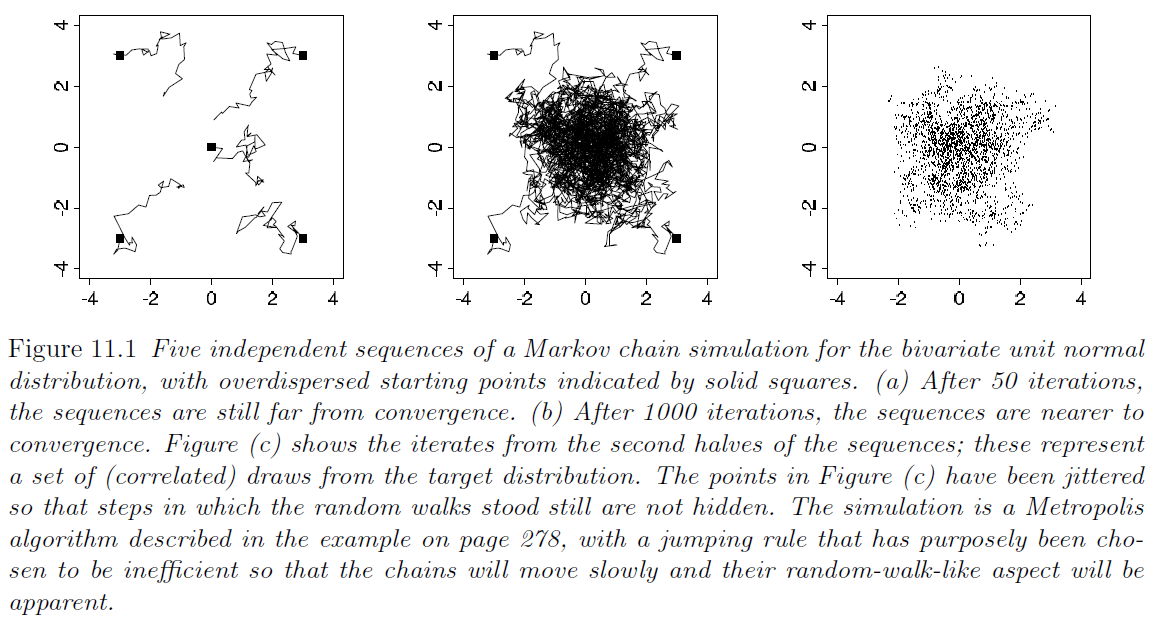 4
2
0
-2
-4
-4 -2 0 2 4
4
2
0
-2
-4
-4 -2 0 2 4
4
2
0
-2
-4
-4 -2 0 2 4
Figure 11.1 Five independent sequences of a Markov chain simulation for the bivariate unit normal
distribution, with overdispersed starting points indicated by solid squares. (a) After 50 iterations,
the sequences are still far from convergence. (b) After 1000 iterations, the sequences are nearer to
convergence. Figure (c) shows the iterates from the second halves of the sequences; these represent
a set of (correlated) draws from the target distribution. The points in Figure (c) have been jittered
so that steps in which the random walks stood still are not hidden. The simulation is a Metropolis
algorithm described in the example on page 278, with a jumping rule that has purposely been cho-
sen to be inefficient so that the chains will move slowly and their random-walk-like aspect will be
apparent.